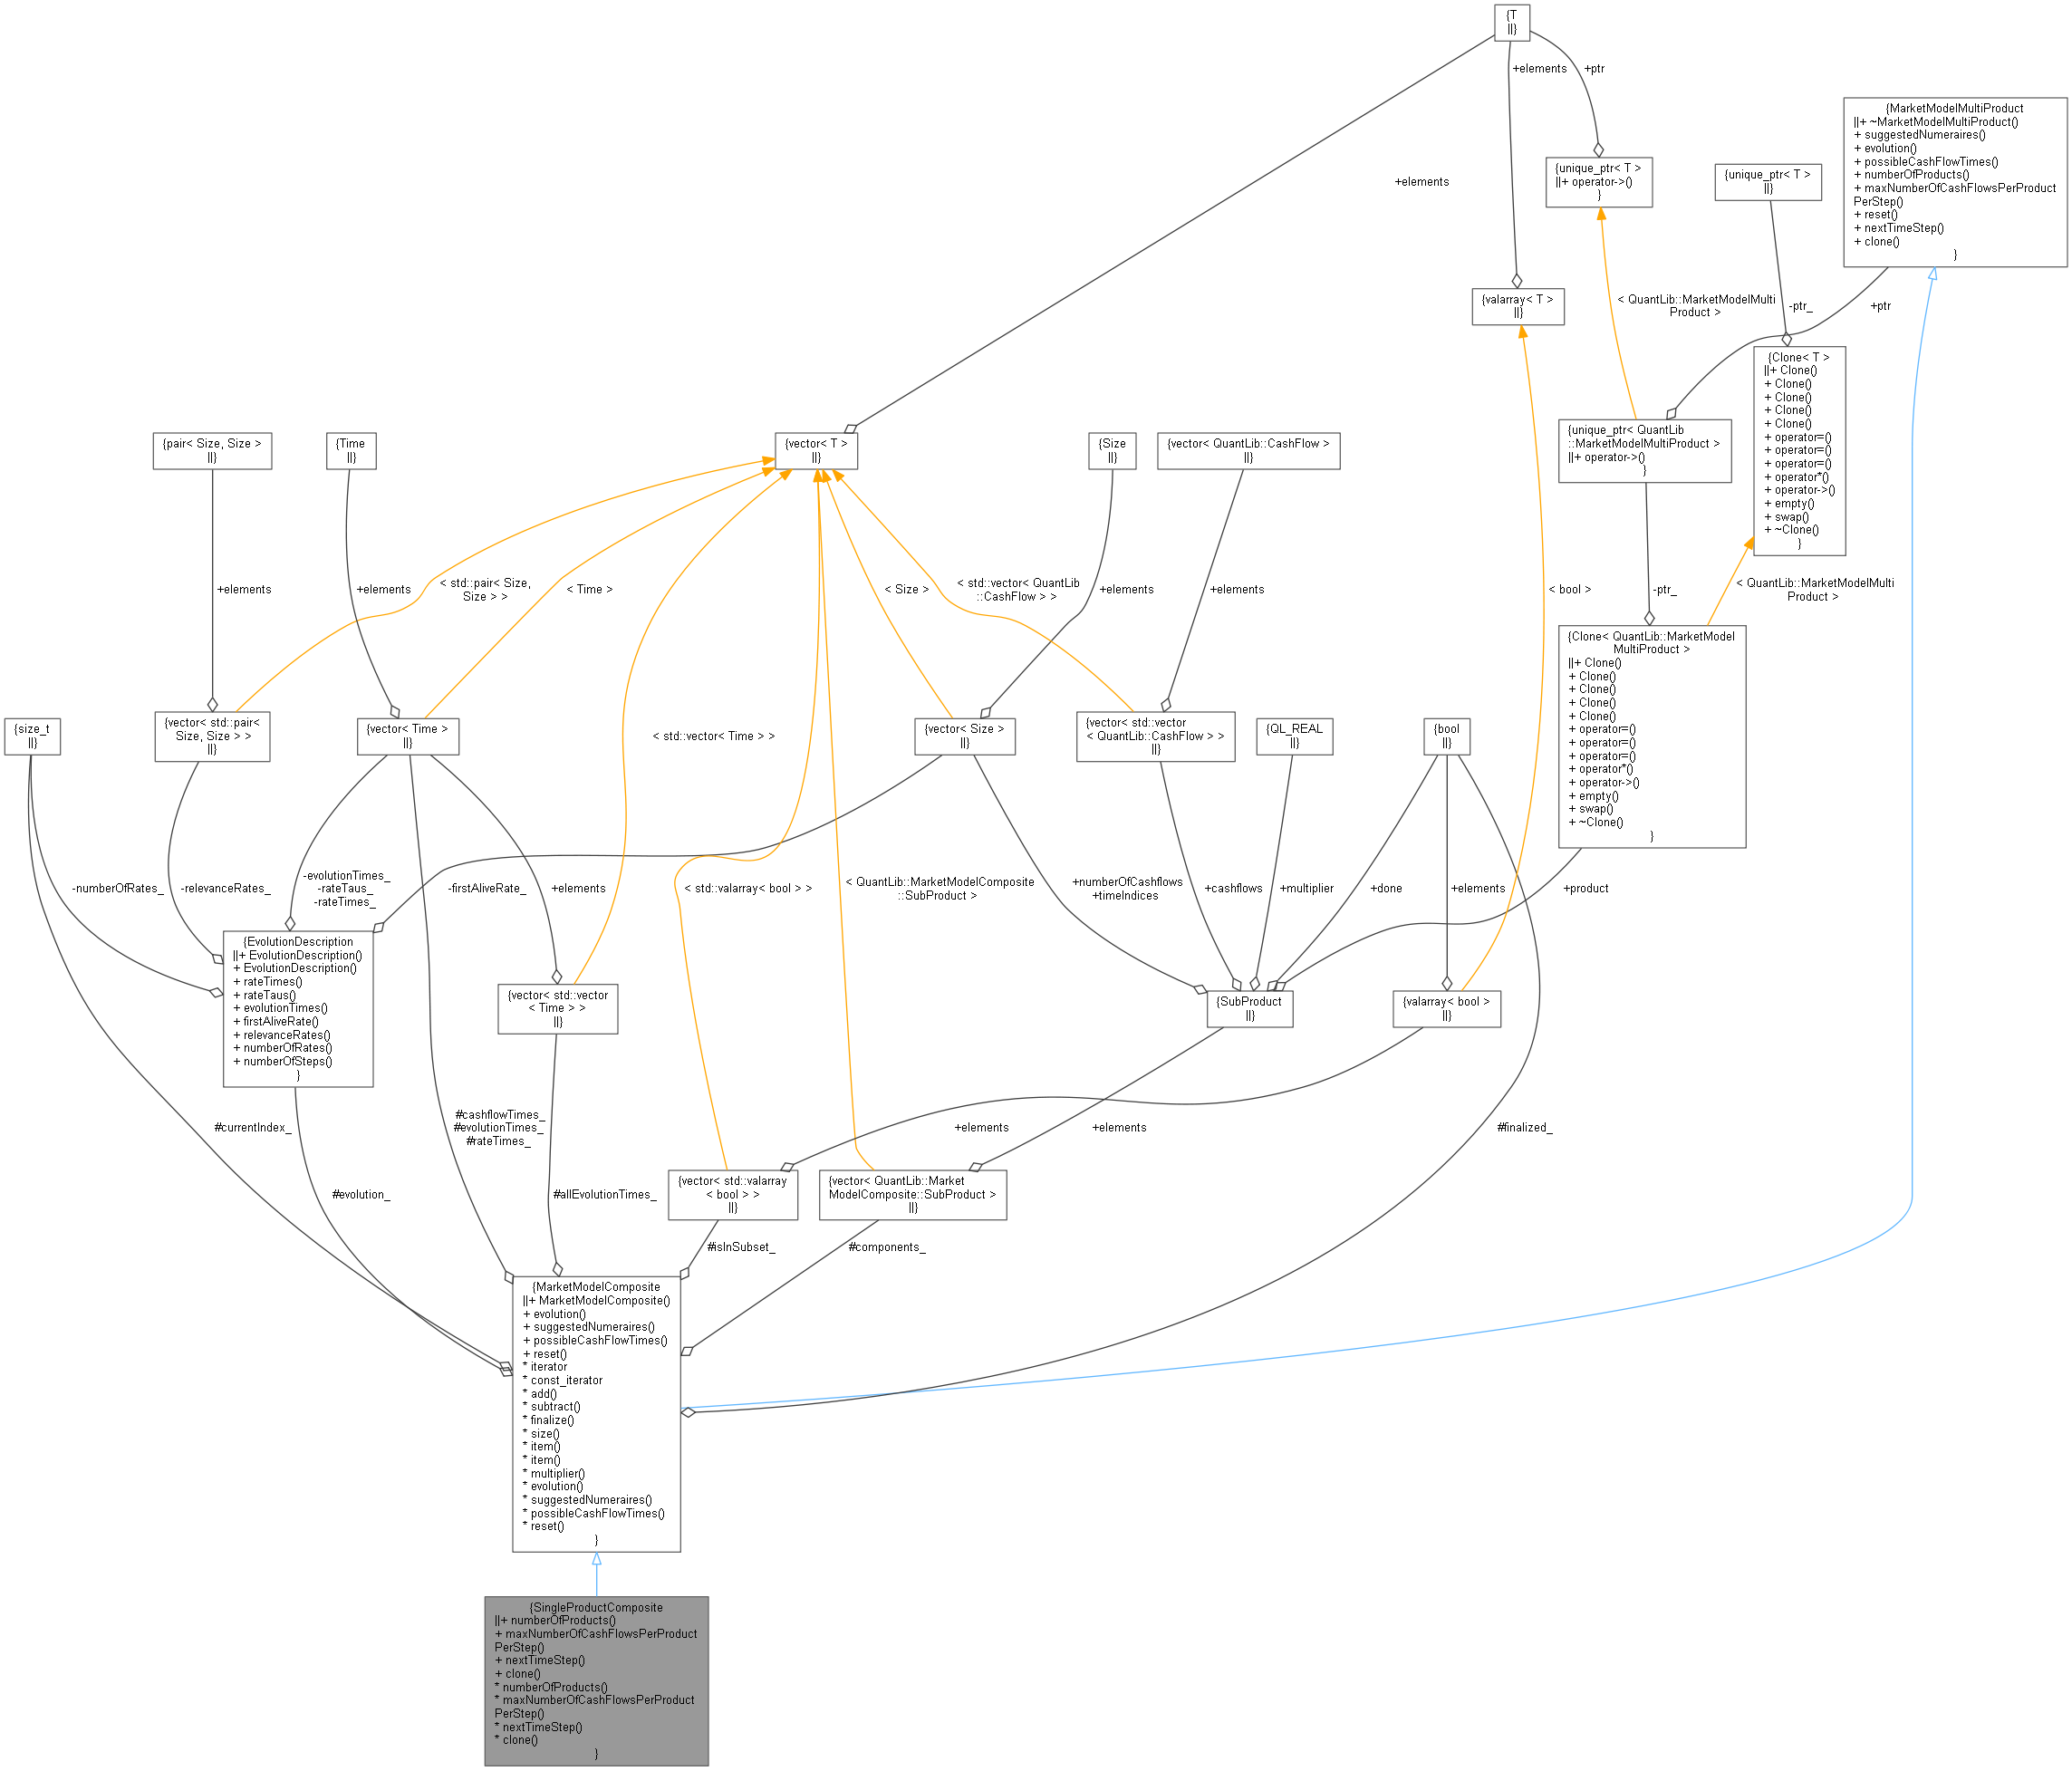 {T
||}
+elements
+ptr
{MarketModelMultiProduct
||+ ~MarketModelMultiProduct()
+ suggestedNumeraires()
+ evolution()
+ possibleCashFlowTimes()
+ numberOfProducts()
+ maxNumberOfCashFlowsPerProduct
PerStep()
+ reset()
+ nextTimeStep()
+ clone()
}
+elements
{unique_ptr< T >
||+ operator->()
}
{unique_ptr< T >
||}
{valarray< T >
||}
< QuantLib::MarketModelMulti
Product >
-ptr_
+ptr
{Clone< T >
||+ Clone()
+ Clone()
+ Clone()
+ Clone()
+ Clone()
+ operator=()
+ operator=()
+ operator=()
+ operator*()
+ operator->()
+ empty()
+ swap()
+ ~Clone()
}
{pair< Size, Size >
||}
{Time
||}
{vector< T >
||}
{Size
||}
{vector< QuantLib::CashFlow >
||}
{unique_ptr< QuantLib
::MarketModelMultiProduct >
||+ operator->()
}
+elements
+elements
< std::pair< Size,
Size > >
< Time >
< Size >
< std::vector< QuantLib
::CashFlow > >
+elements
+elements
< bool >
-ptr_
< QuantLib::MarketModelMulti
Product >
{Clone< QuantLib::MarketModel
MultiProduct >
||+ Clone()
+ Clone()
+ Clone()
+ Clone()
+ Clone()
+ operator=()
+ operator=()
+ operator=()
+ operator*()
+ operator->()
+ empty()
+ swap()
+ ~Clone()
}
{size_t
||}
{vector< std::pair<
Size, Size > >
||}
{vector< Time >
||}
< std::vector< Time > >
{vector< Size >
||}
{vector< std::vector
< QuantLib::CashFlow > >
||}
{QL_REAL
||}
{bool
||}
-numberOfRates_
-relevanceRates_
-evolutionTimes_
-rateTaus_
-rateTimes_
-firstAliveRate_
+elements
< std::valarray< bool > >
< QuantLib::MarketModelComposite
::SubProduct >
+numberOfCashflows
+timeIndices
+cashflows
+multiplier
+done
+elements
+product
{EvolutionDescription
||+ EvolutionDescription()
+ EvolutionDescription()
+ rateTimes()
+ rateTaus()
+ evolutionTimes()
+ firstAliveRate()
+ relevanceRates()
+ numberOfRates()
+ numberOfSteps()
}
{vector< std::vector
< Time > >
||}
{SubProduct
||}
{valarray< bool >
||}
#currentIndex_
#cashflowTimes_
#evolutionTimes_
#rateTimes_
+elements
+elements
#finalized_
#evolution_
#allEvolutionTimes_
{vector< std::valarray
< bool > >
||}
{vector< QuantLib::Market
ModelComposite::SubProduct >
||}
#isInSubset_
#components_
{MarketModelComposite
||+ MarketModelComposite()
+ evolution()
+ suggestedNumeraires()
+ possibleCashFlowTimes()
+ reset()
* iterator
* const_iterator
* add()
* subtract()
* finalize()
* size()
* item()
* item()
* multiplier()
* evolution()
* suggestedNumeraires()
* possibleCashFlowTimes()
* reset()
}
{SingleProductComposite
||+ numberOfProducts()
+ maxNumberOfCashFlowsPerProduct
PerStep()
+ nextTimeStep()
+ clone()
* numberOfProducts()
* maxNumberOfCashFlowsPerProduct
PerStep()
* nextTimeStep()
* clone()
}